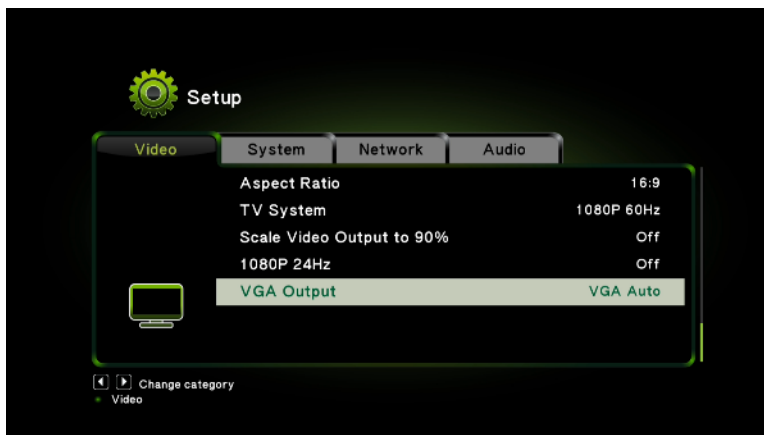 Setup
Video System Network Audio
Aspect Ratio 16:9
TV System 1080P 60Hz
Scale Video Output to 90% Off
1080P 24Hz Off
VGA Output VGA Auto
Change category
Video